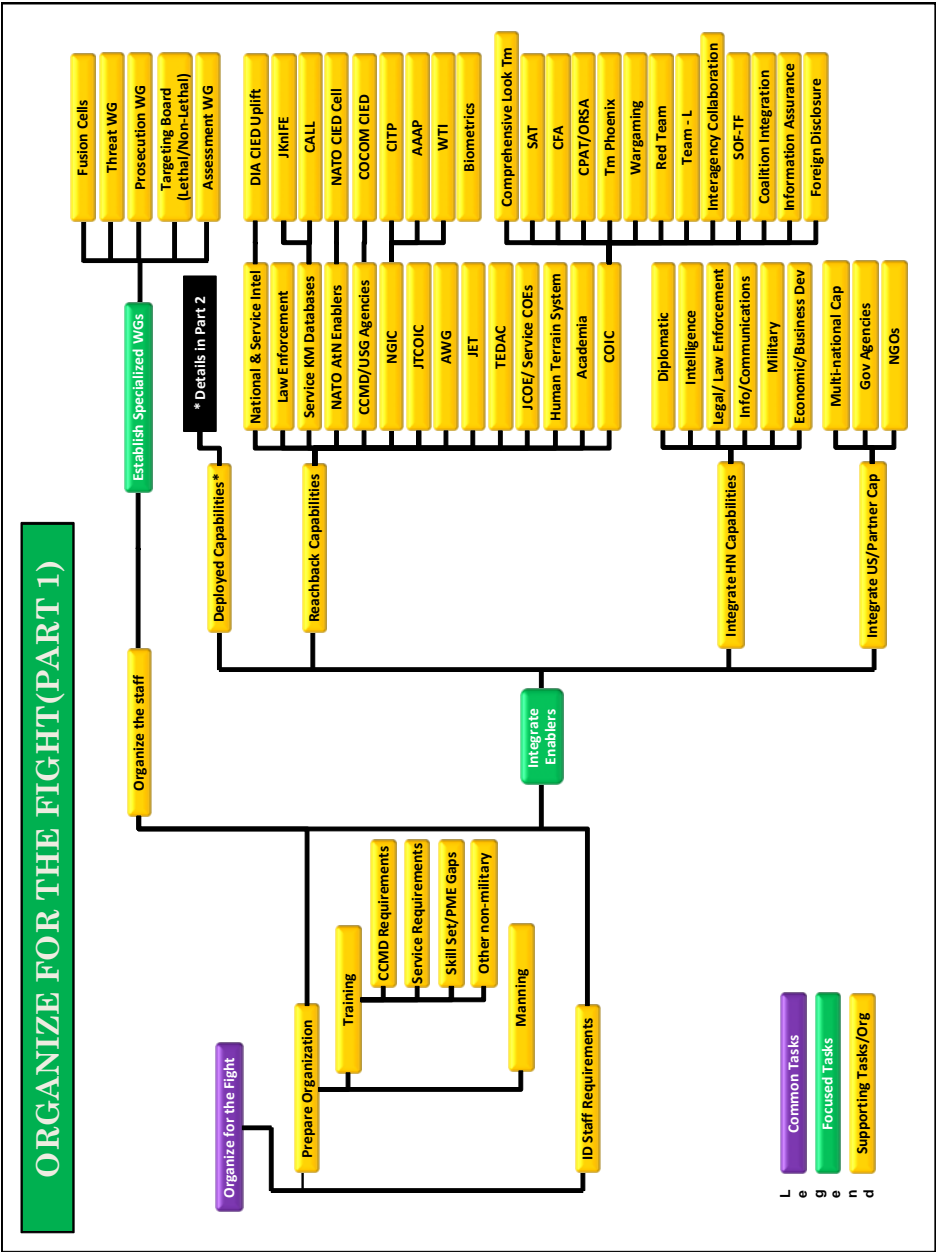 ORGANIZE FOR THE FIGHT(PART 1)
Organize for the Fight
Prepare Organization
Training
CCMD Requirements
Service Requirements
Skill Set/PME Gaps
Other non-military
Manning
ID Staff Requirements
Organize the staff
Establish Specialized WGs
Fusion Cells
Threat WG
Prosecution WG
Targeting Board
(Lethal/Non-Lethal)
Assessment WG
Integrate
Enablers
Deployed Capabilities*
* Details in Part 2
Reachback Capabilities
National & Service Intel
Law Enforcement
Service KM Databases
NATO AtN Enablers
CCMD/USG Agencies
NGIC
JTCOIC
AWG
JET
TEDAC
JCOE/ Service COEs
Human Terrain System
Academia
COIC
DIA CIED Uplift
JKnIFE
CALL
NATO CIED Cell
COCOM CIED
CITP
AAAP
WTI
Biometrics
Comprehensive Look Tm
SAT
CFA
CPAT/ORSA
Tm Phoenix
Wargaming
Red Team
Team - L
Interagency Collaboration
SOF-TF
Coalition Integration
Information Assurance
Foreign Disclosure
Integrate HN Capabilities
Diplomatic
Intelligence
Legal/ Law Enforcement
Info/Communications
Military
Economic/Business Dev
Integrate US/Partner Cap
Multi-national Cap
Gov Agencies
NGOs
L
e
g
e
n
d
Common Tasks
Focused Tasks
Supporting Tasks/Org